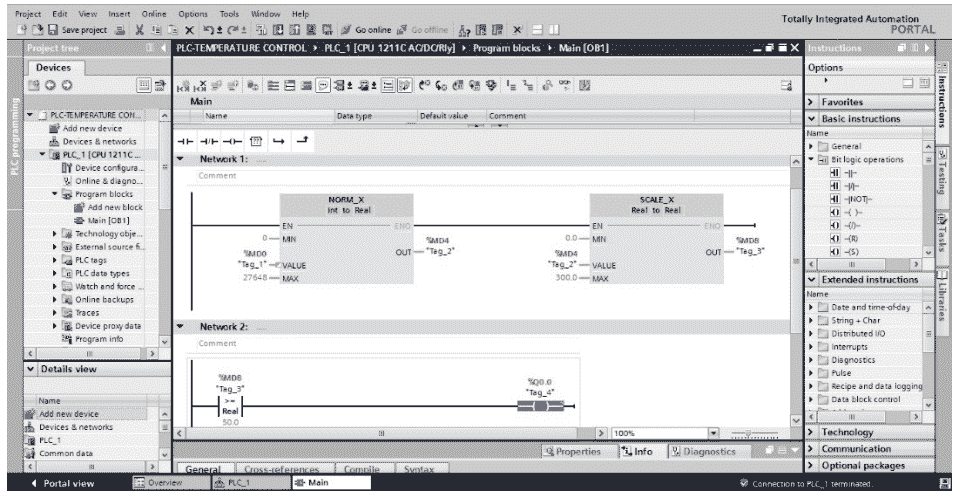 Project Edit View Insert Online Options Tools Window Help
Totally Integrated Automation
PORTAL
Save project
Go online
Go offline
Project tree
PLC-TEMPERATURE CONTROL PLC_1 [CPU 1211C AC/DC/Rly] Program blocks Main [OB1]
Instructions
Devices
Options
Main
Name Data type Default value Comment
PLC-TEMPERATURE CON...
Add new device
Devices & networks
PLC_1 [CPU 1211C ...
Device configura...
Online & diagno...
Program blocks
Add new block
Main [OB1]
Technology obje...
External source fi...
PLC tags
PLC data types
Watch and force ...
Online backups
Traces
Device proxy data
Program info
Details view
Name
Add new device
Devices & networks
PLC_1
Common data
PLC programming
Network 1: ....
Comment
NORM_X
Int to Real
EN ENO
0 MIN
%MD0
"Tag_1" VALUE
27648 MAX
%MD4
OUT "Tag_2"
SCALE_X
Real to Real
EN ENO
0.0 MIN
%MD4
"Tag_2" VALUE
300.0 MAX
%MD8
OUT "Tag_3"
Network 2: ....
Comment
%MD8
"Tag_3"
>=
Real
50.0
%Q0.0
"Tag_4"
100%
Properties Info Diagnostics
General Cross-references Compile Syntax
Favorites
Basic instructions
Name
General
Bit logic operations
-| |-
-|/|-
-|NOT|-
-( )-
-(/)-
-(R)
-(S)
Extended instructions
Name
Date and time-of-day
String + Char
Distributed I/O
Interrupts
Diagnostics
Pulse
Recipe and data logging
Data block control
Technology
Communication
Optional packages
Instructions
Testing
Tasks
Libraries
Portal view
Overview
PLC_1
Main
Connection to PLC_1 terminated.